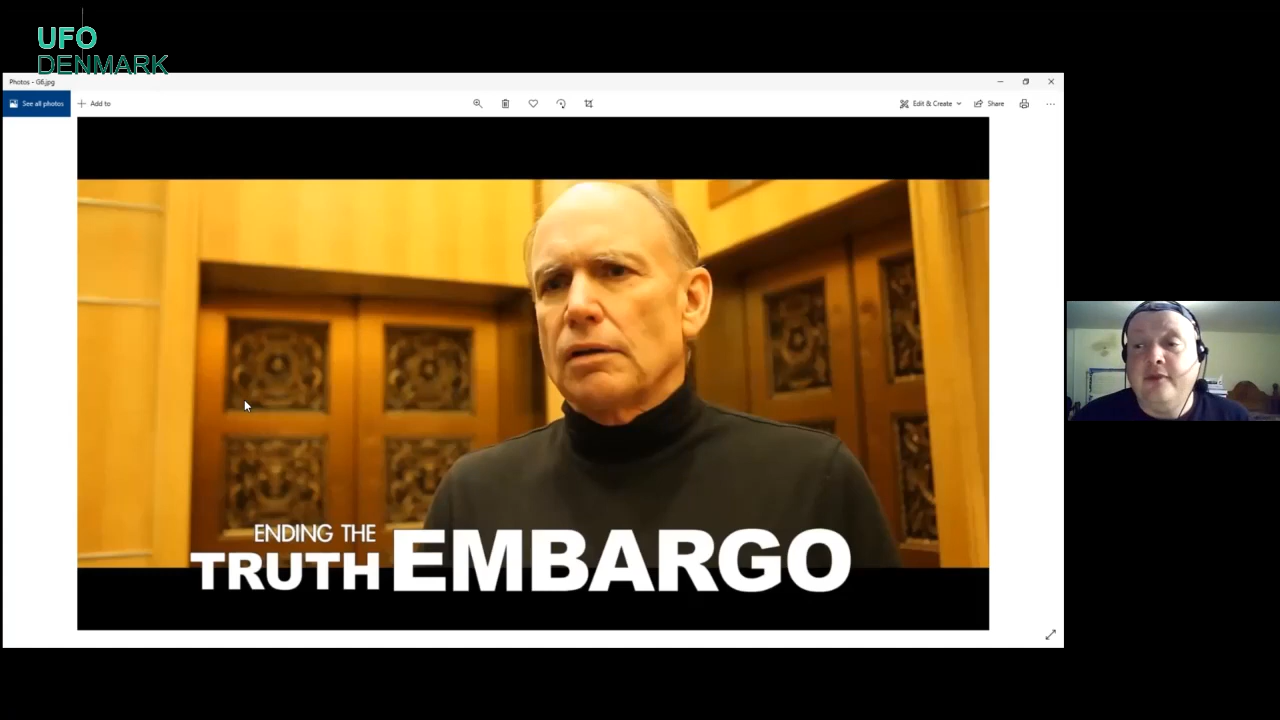 UFO
DENMARK
Photos - G6.jpg
See all photos
Add to
Edit & Create
Share
ENDING THE
TRUTH EMBARGO